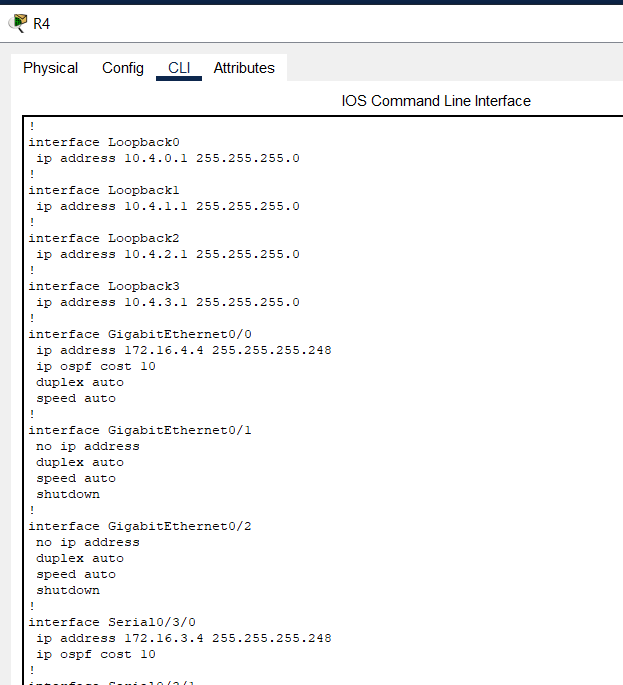 R4
Physical Config CLI Attributes
IOS Command Line Interface
!
interface Loopback0
ip address 10.4.0.1 255.255.255.0
!
interface Loopback1
ip address 10.4.1.1 255.255.255.0
!
interface Loopback2
ip address 10.4.2.1 255.255.255.0
!
interface Loopback3
ip address 10.4.3.1 255.255.255.0
!
interface GigabitEthernet0/0
ip address 172.16.4.4 255.255.255.248
ip ospf cost 10
duplex auto
speed auto
!
interface GigabitEthernet0/1
no ip address
duplex auto
speed auto
shutdown
!
interface GigabitEthernet0/2
no ip address
duplex auto
speed auto
shutdown
!
interface Serial0/3/0
ip address 172.16.3.4 255.255.255.248
ip ospf cost 10
!
interface